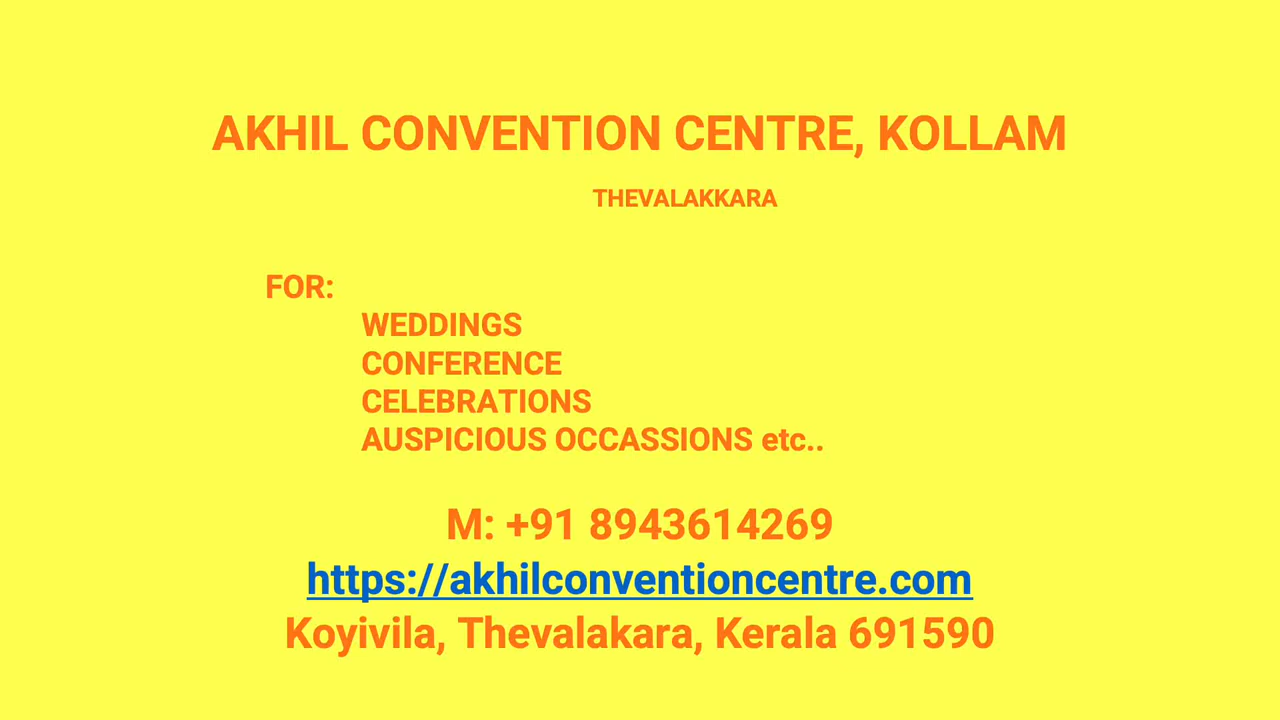 AKHIL CONVENTION CENTRE, KOLLAM
THEVALAKKARA
FOR:
WEDDINGS
CONFERENCE
CELEBRATIONS
AUSPICIOUS OCCASSIONS etc..
M: +91 8943614269
https://akhilconventioncentre.com
Koyivila, Thevalakara, Kerala 691590